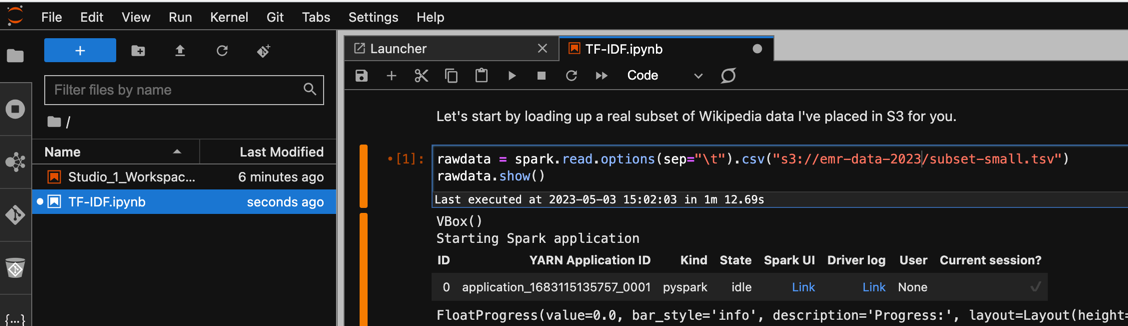 File Edit View Run Kernel Git Tabs Settings Help
+
Launcher
TF-IDF.ipynb
Code
Filter files by name
/
Name Last Modified
Studio_1_Workspac... 6 minutes ago
TF-IDF.ipynb seconds ago
Let's start by loading up a real subset of Wikipedia data I've placed in S3 for you.
[1]: rawdata = spark.read.options(sep="\t").csv("s3://emr-data-2023/subset-small.tsv")
rawdata.show()
Last executed at 2023-05-03 15:02:03 in 1m 12.69s
VBox()
Starting Spark application
ID YARN Application ID Kind State Spark UI Driver log User Current session?
0 application_1683115135757_0001 pyspark idle Link Link None ✓
FloatProgress(value=0.0, bar_style='info', description='Progress:', layout=Layout(height=
{...}